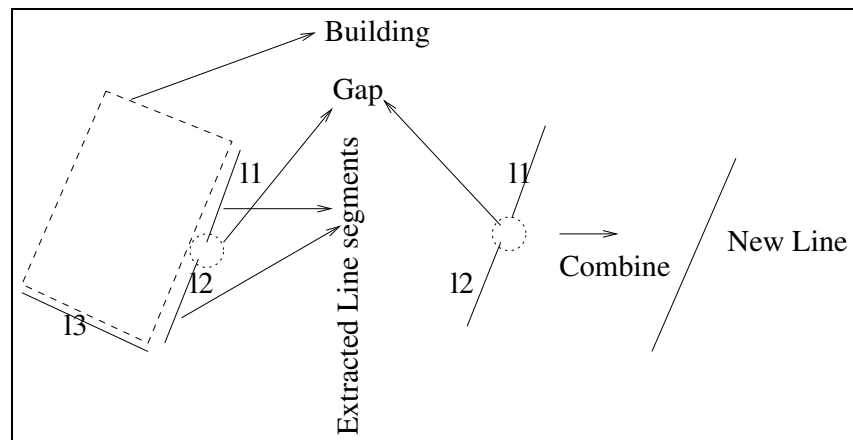 Building
Gap
l1
l2
l3
Extracted Line segments
l1
l2
Combine
New Line